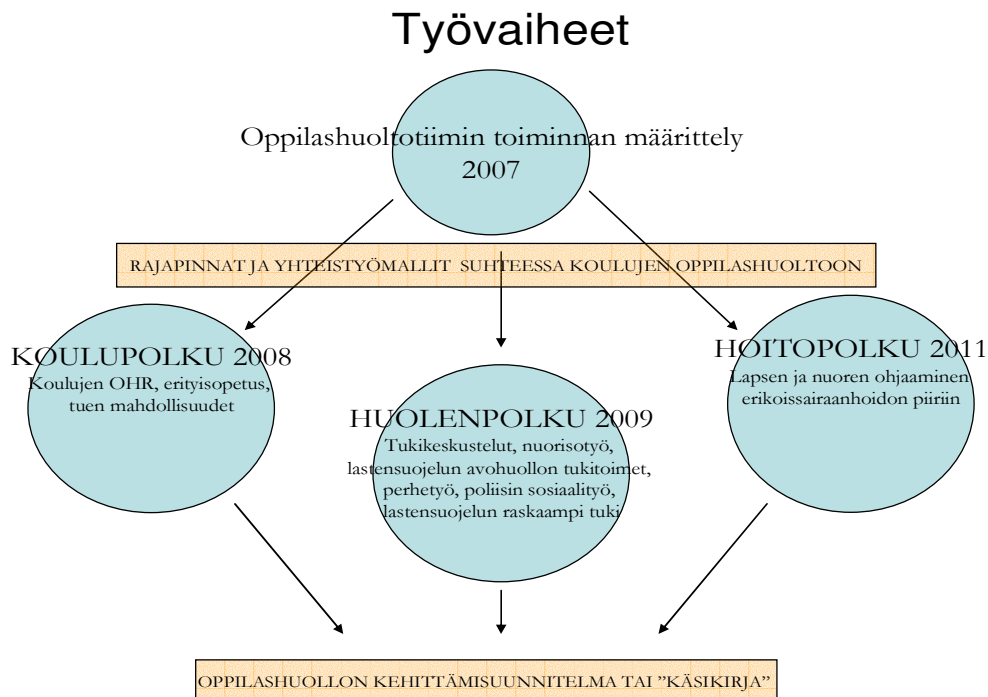 Työvaiheet
Oppilashuoltotiimin toiminnan määrittely
2007
RAJAPINNAT JA YHTEISTYÖMALLIT SUHTEESSA KOULUJEN OPPILASHUOLTOON
KOULUPOLKU 2008
Koulujen OHR, erityisopetus,
tuen mahdollisuudet
HUOLENPOLKU 2009
Tukikeskustelut, nuorisotyö,
lastensuojelun avohuollon tukitoimet,
perhetyö, poliisin sosiaalityö,
lastensuojelun raskaampi tuki
HOITOPOLKU 2011
Lapsen ja nuoren ohjaaminen
erikoissairaanhoidon piiriin
OPPILASHUOLLON KEHITTÄMISUUNNITELMA TAI ”KÄSIKIRJA”